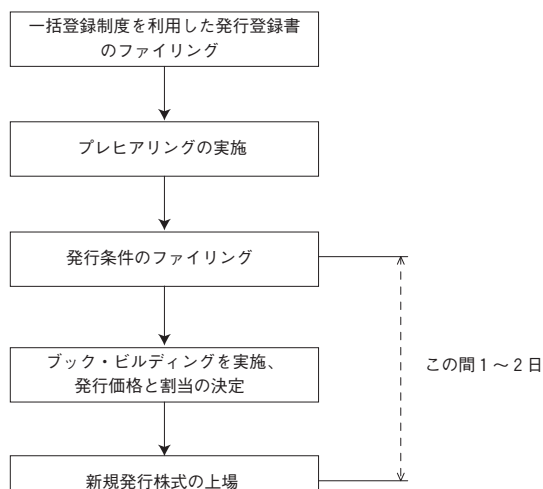 一括登録制度を利用した発行登録書
のファイリング
プレヒアリングの実施
発行条件のファイリング
ブック・ビルディングを実施、
発行価格と割当の決定
この間1～2日
新規発行株式の上場